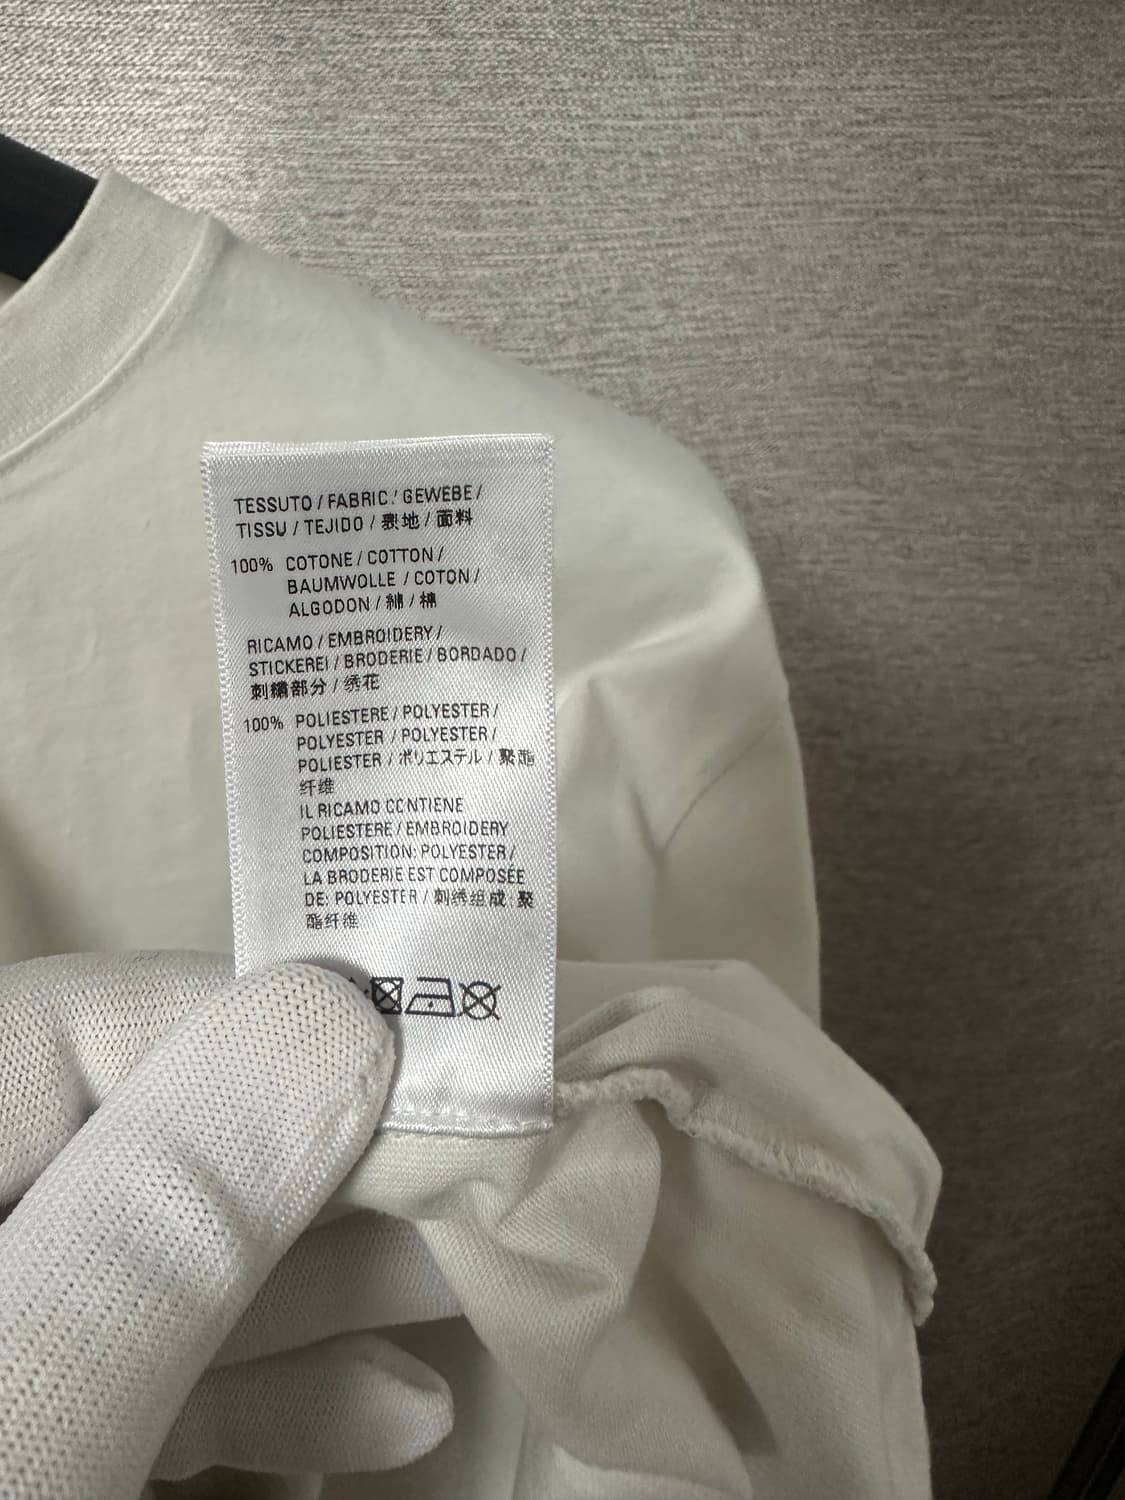 TESSUTO / FABRIC / GEWEBE /
TISSU / TEJIDO / 表地 / 面料
100% COTONE / COTTON /
BAUMWOLLE / COTON /
ALGODON / 綿 / 棉
RICAMO / EMBROIDERY /
STICKEREI / BRODERIE / BORDADO /
刺繍部分 / 绣花
100% POLIESTERE / POLYESTER /
POLYESTER / POLYESTER /
POLIESTER / ポリエステル / 聚酯
纤维
IL RICAMO CONTIENE
POLIESTERE / EMBROIDERY
COMPOSITION: POLYESTER /
LA BRODERIE EST COMPOSÉE
DE: POLYESTER / 刺绣组成: 聚
酯纤维